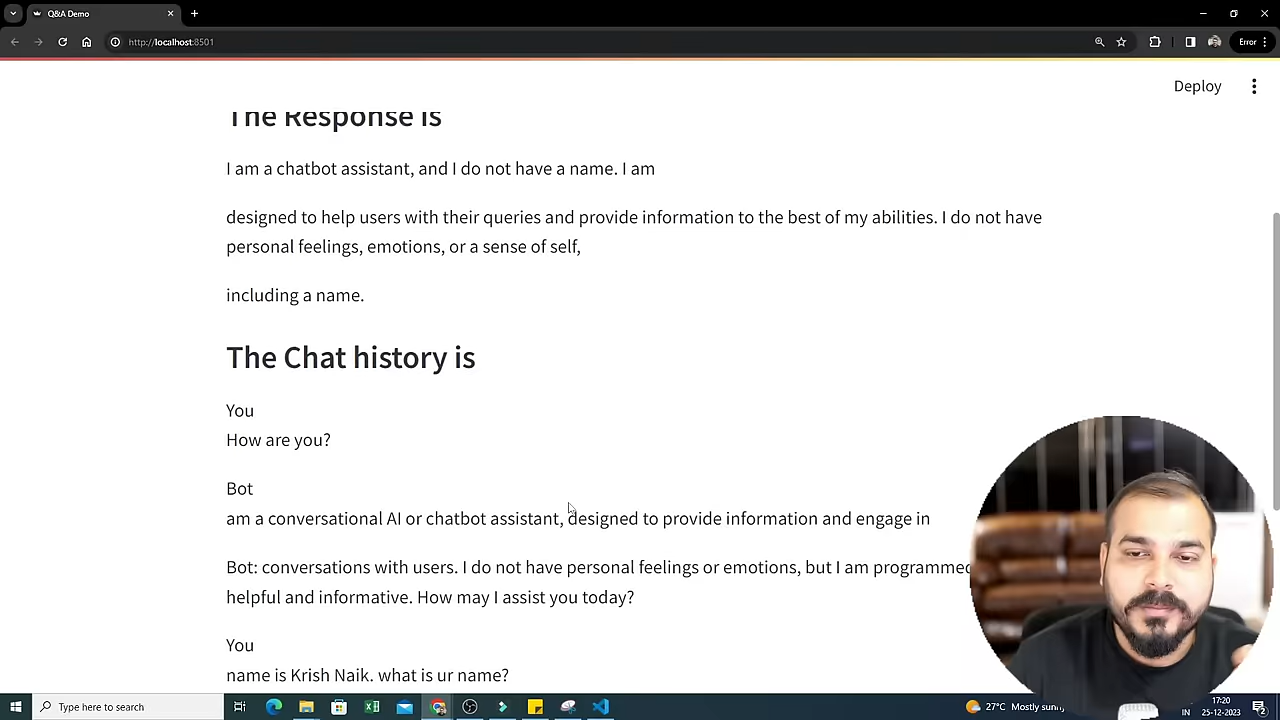 Q&A Demo
http://localhost:8501
Error
Deploy
The Response is
I am a chatbot assistant, and I do not have a name. I am
designed to help users with their queries and provide information to the best of my abilities. I do not have
personal feelings, emotions, or a sense of self,
including a name.
The Chat history is
You
How are you?
Bot
am a conversational AI or chatbot assistant, designed to provide information and engage in
Bot: conversations with users. I do not have personal feelings or emotions, but I am programmed
helpful and informative. How may I assist you today?
You
name is Krish Naik. what is ur name?
Type here to search
27°C Mostly sunny
IN
17:20
25-12-2023
2